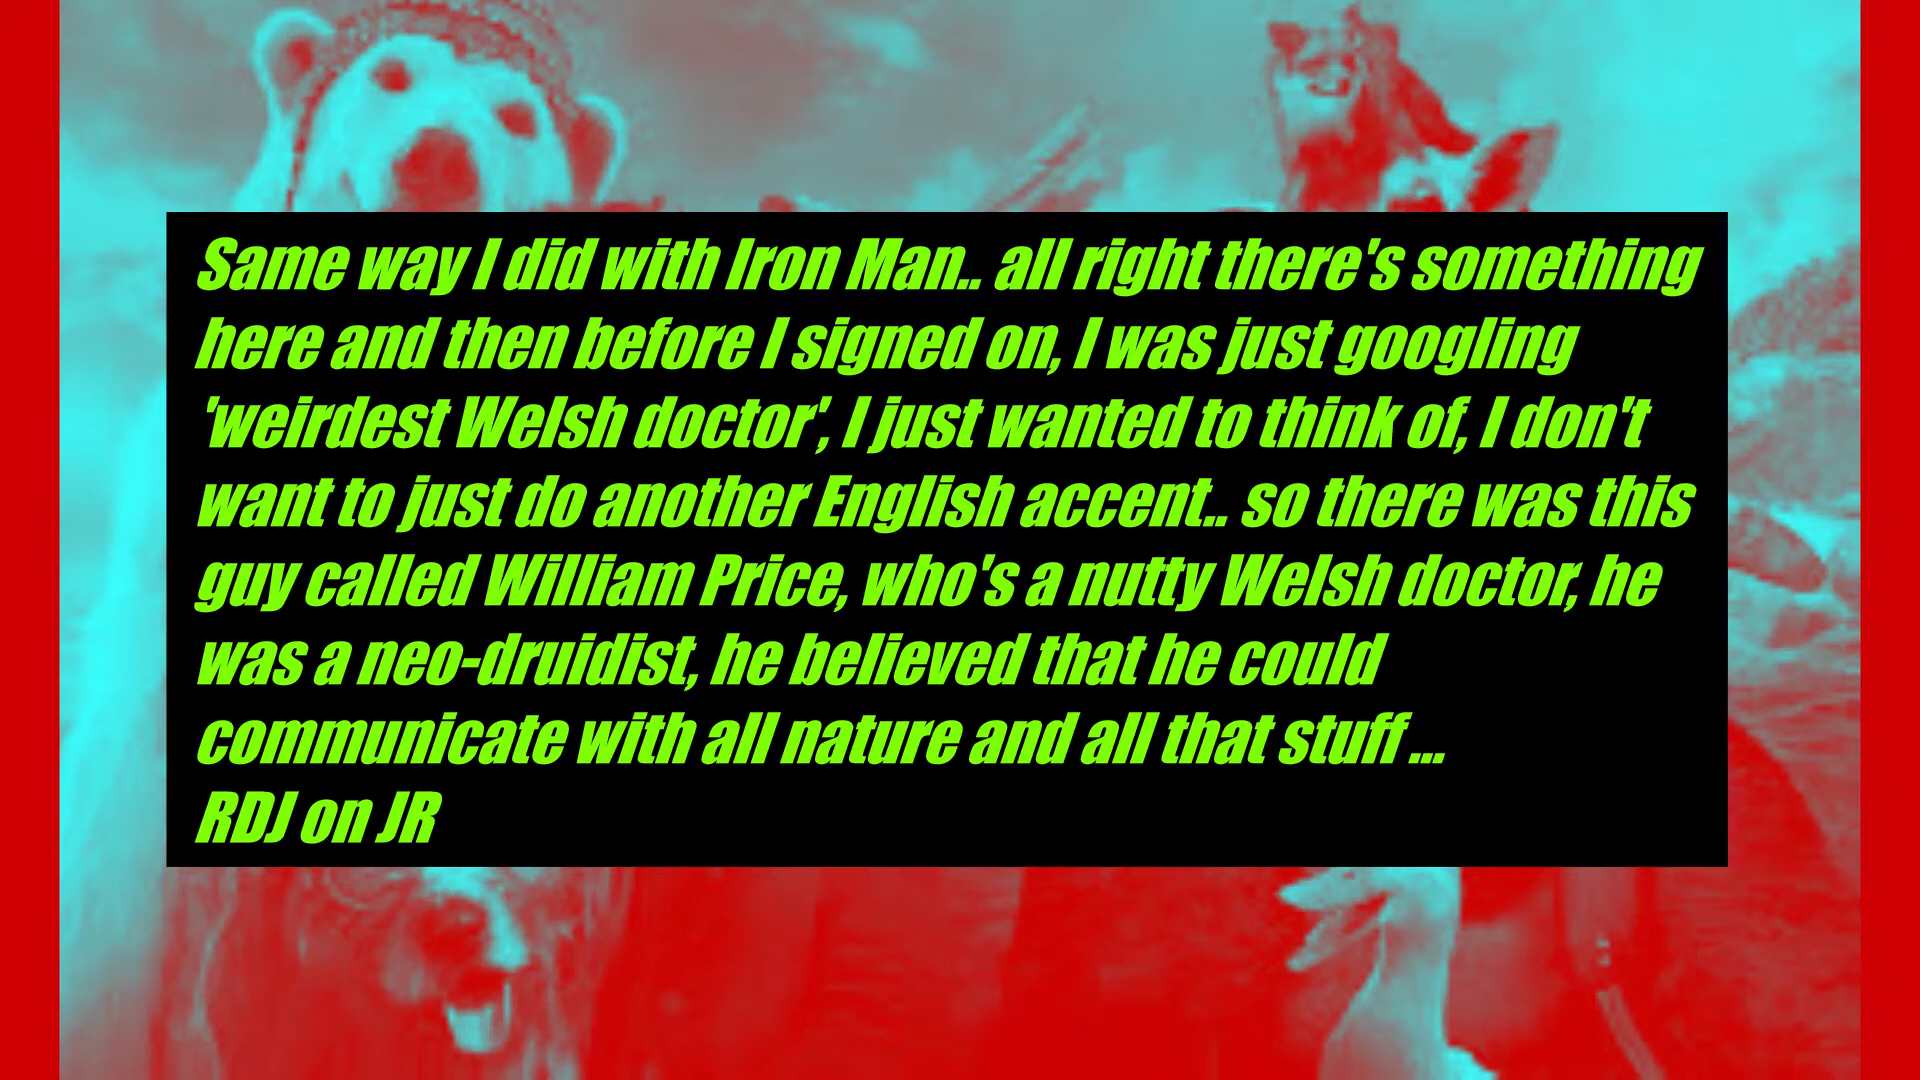 Same way I did with Iron Man.. all right there's something
here and then before I signed on, I was just googling
'weirdest Welsh doctor', I just wanted to think of, I don't
want to just do another English accent.. so there was this
guy called William Price, who's a nutty Welsh doctor, he
was a neo-druidist, he believed that he could
communicate with all nature and all that stuff ...
RDJ on JR